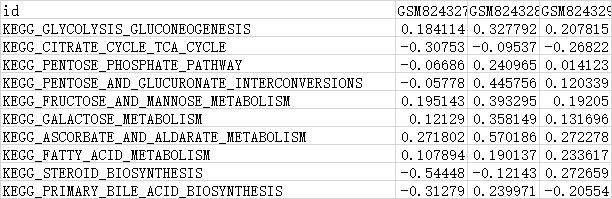 id GSM824327 GSM824328 GSM824329
KEGG_GLYCOLYSIS_GLUCONEOGENESIS 0.184114 0.327792 0.207815
KEGG_CITRATE_CYCLE_TCA_CYCLE -0.30753 -0.09537 -0.26822
KEGG_PENTOSE_PHOSPHATE_PATHWAY -0.06686 0.240965 0.014123
KEGG_PENTOSE_AND_GLUCURONATE_INTERCONVERSIONS -0.05778 0.445756 0.120339
KEGG_FRUCTOSE_AND_MANNOSE_METABOLISM 0.195143 0.393295 0.19205
KEGG_GALACTOSE_METABOLISM 0.12129 0.358149 0.131696
KEGG_ASCORBATE_AND_ALDARATE_METABOLISM 0.271802 0.570186 0.272278
KEGG_FATTY_ACID_METABOLISM 0.107894 0.190137 0.233617
KEGG_STEROID_BIOSYNTHESIS -0.54448 -0.12143 0.272659
KEGG_PRIMARY_BILE_ACID_BIOSYNTHESIS -0.31279 0.239971 -0.20554